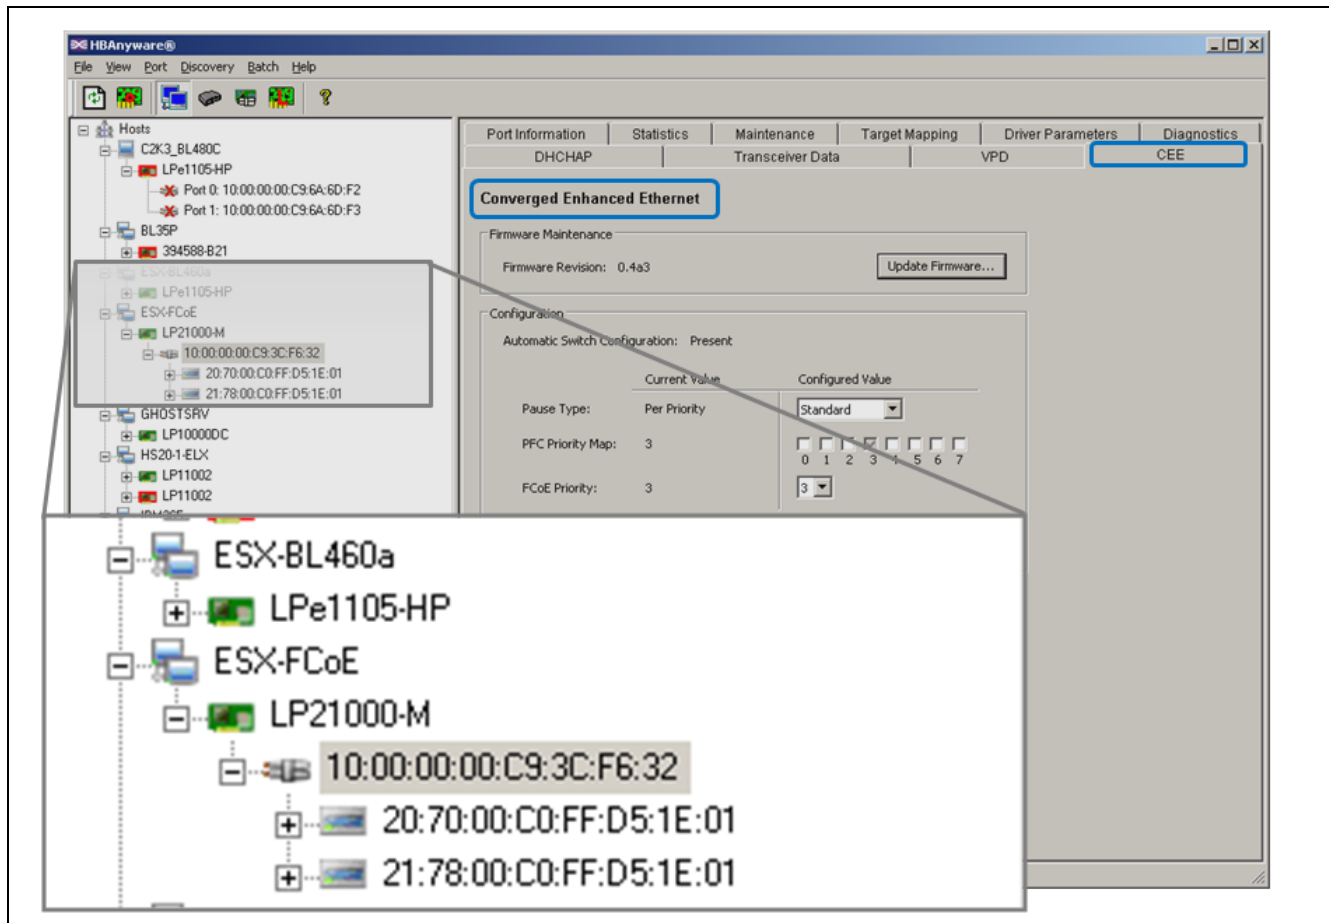 HBAnyware®
File View Port Discovery Batch Help
Hosts
C2K3_BL480C
LPe1105-HP
Port 0: 10:00:00:00:C9:6A:6D:F2
Port 1: 10:00:00:00:C9:6A:6D:F3
BL35P
394588-B21
ESX-BL460a
LPe1105-HP
ESX-FCoE
LP21000-M
10:00:00:00:C9:3C:F6:32
20:70:00:C0:FF:D5:1E:01
21:78:00:C0:FF:D5:1E:01
GHOSTSRV
LP10000DC
HS20-1-ELX
LP11002
LP11002
Port Information Statistics Maintenance Target Mapping Driver Parameters Diagnostics
DHCHAP Transceiver Data VPD CEE
Converged Enhanced Ethernet
Firmware Maintenance
Firmware Revision: 0.4a3 Update Firmware...
Configuration
Automatic Switch Configuration: Present
Current Value Configured Value
Pause Type: Per Priority Standard
PFC Priority Map: 3
0 1 2 3 4 5 6 7
FCoE Priority: 3 3
ESX-BL460a
LPe1105-HP
ESX-FCoE
LP21000-M
10:00:00:00:C9:3C:F6:32
20:70:00:C0:FF:D5:1E:01
21:78:00:C0:FF:D5:1E:01